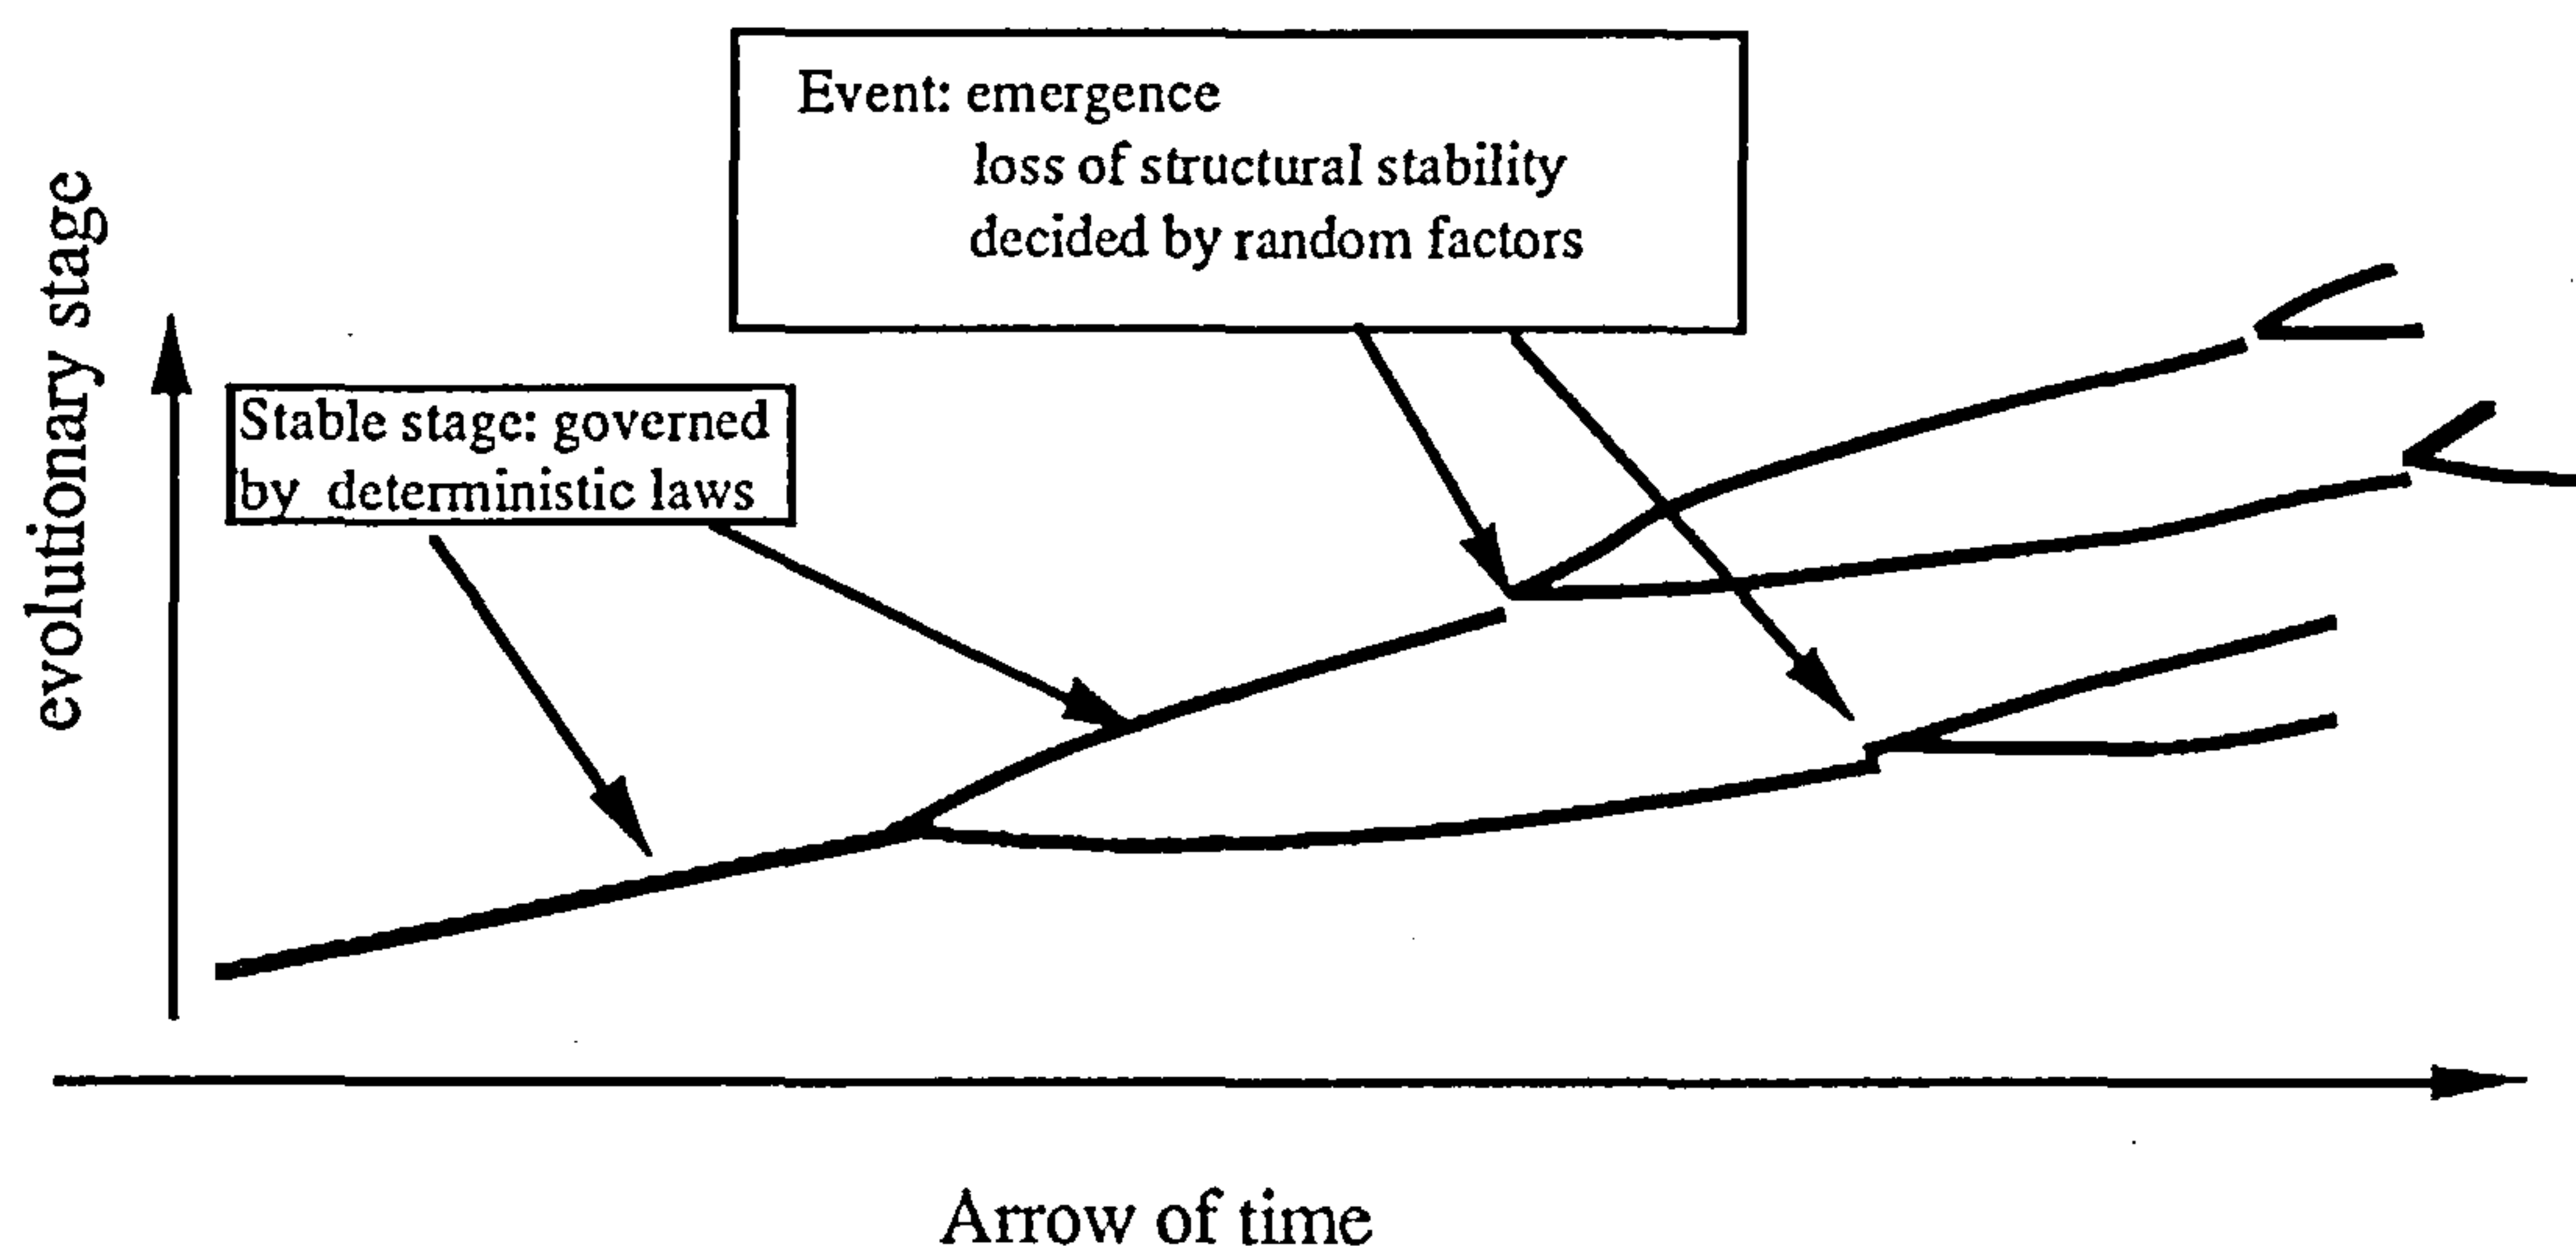 Event: emergence
loss of structural stability
decided by random factors
evolutionary stage
Stable stage: governed
by deterministic laws
Arrow of time